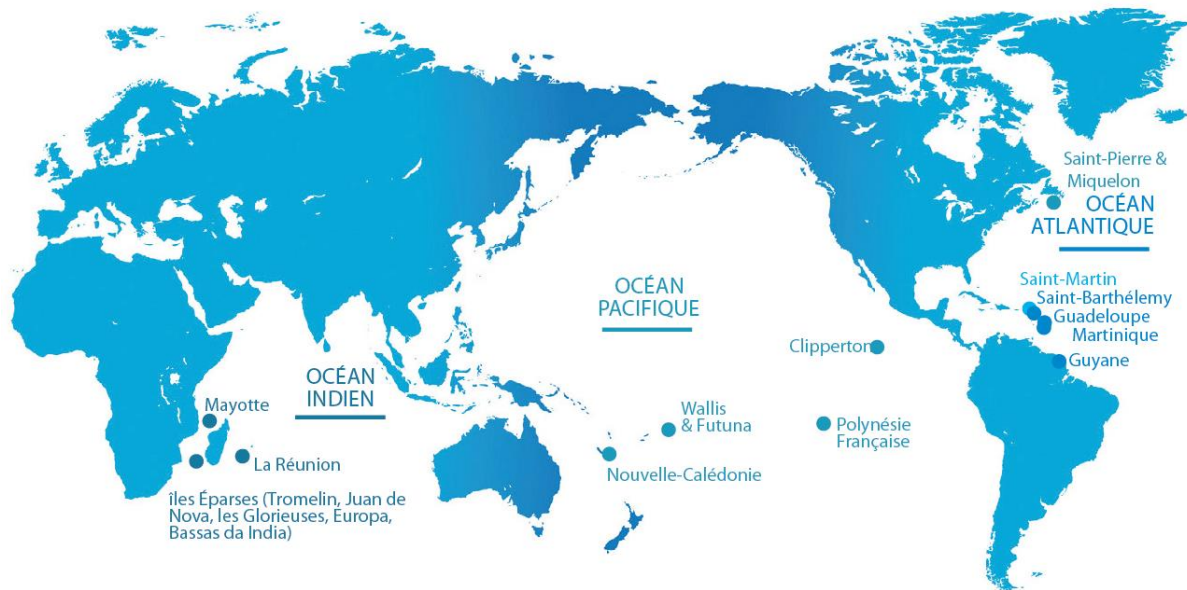 Saint-Pierre &
Miquelon
OCÉAN
ATLANTIQUE
Saint-Martin
Saint-Barthélemy
Guadeloupe
Martinique
Guyane
OCÉAN
PACIFIQUE
Clipperton
Polynésie
Française
Wallis
& Futuna
Nouvelle-Calédonie
OCÉAN
INDIEN
Mayotte
La Réunion
îles Éparses (Tromelin, Juan de
Nova, les Glorieuses, Europa,
Bassas da India)